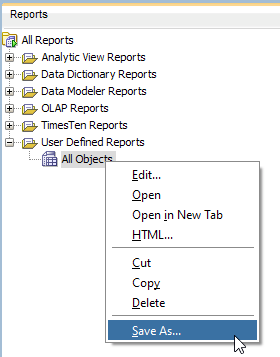 Reports
All Reports
Analytic View Reports
Data Dictionary Reports
Data Modeler Reports
OLAP Reports
TimesTen Reports
User Defined Reports
All Objects
Edit...
Open
Open in New Tab
HTML...
Cut
Copy
Delete
Save As...